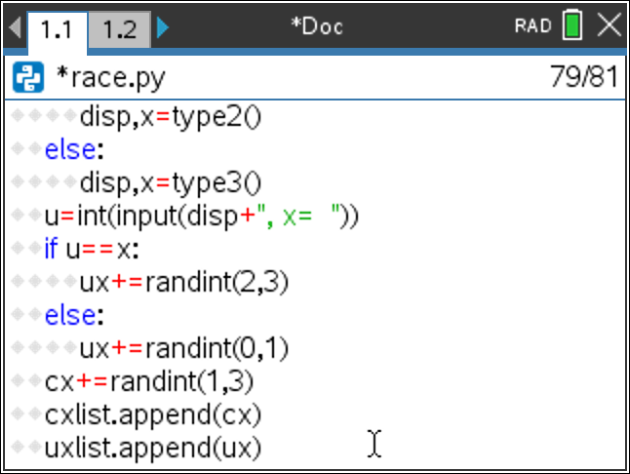 1.1 1.2 *Doc RAD
*race.py 79/81
disp,x=type2()
else:
disp,x=type3()
u=int(input(disp+", x=  "))
if u==x:
ux+=randint(2,3)
else:
ux+=randint(0,1)
cx+=randint(1,3)
cxlist.append(cx)
uxlist.append(ux)